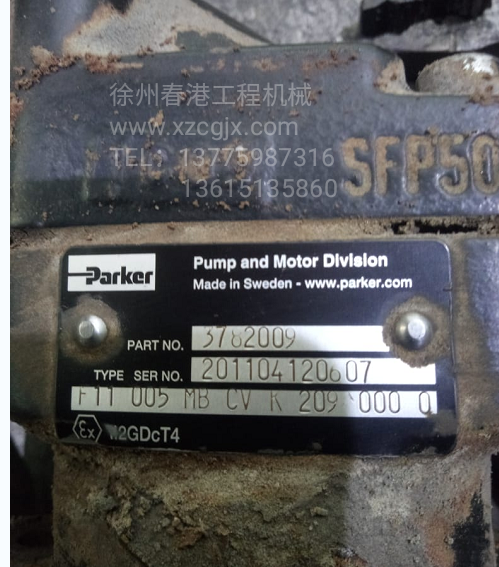 徐州春港工程机械
www.xzcgjx.com
TEL: 13775987316
13615135860
SFP50
Parker
Pump and Motor Division
Made in Sweden - www.parker.com
PART NO. 3782009
TYPE SER NO. 201104120607
F11 005 MB CV K 209 000 0
Ex II2GDcT4